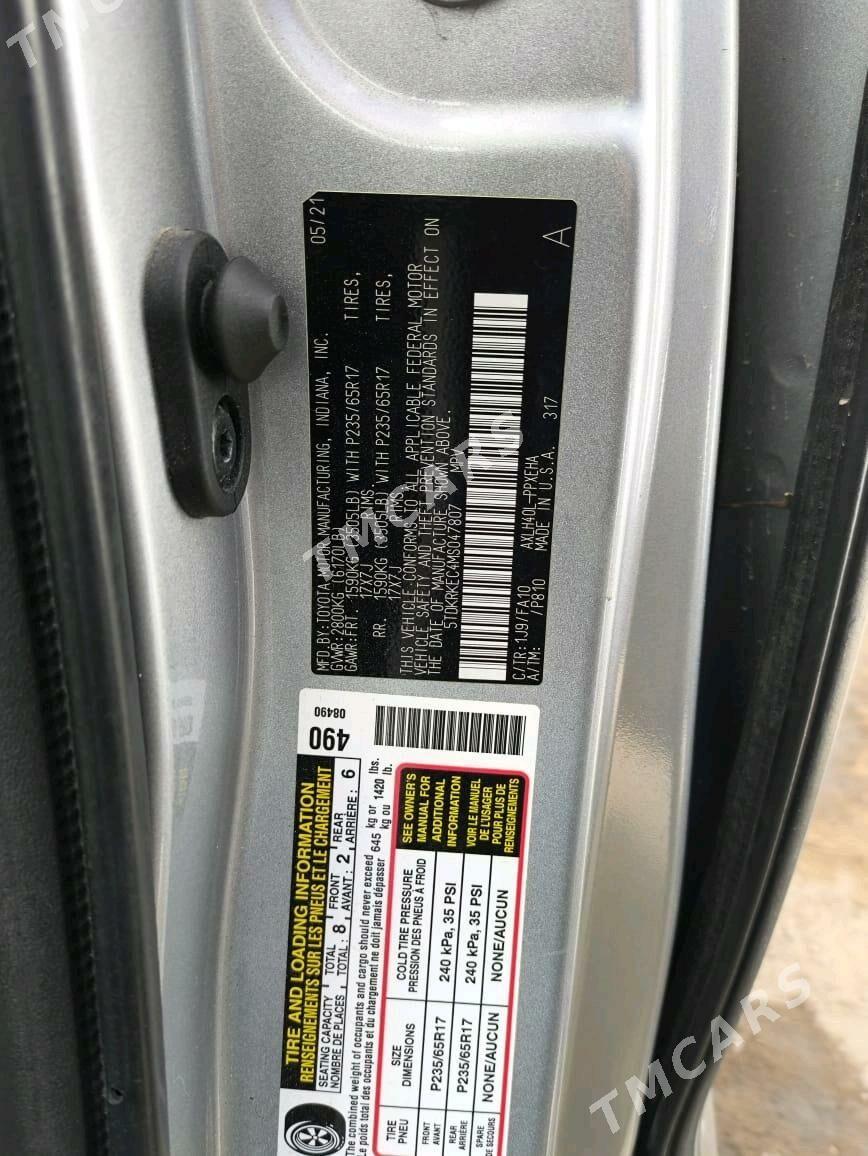 MFD.BY:TOYOTA MOTOR MANUFACTURING, INDIANA, INC. 05/21
GVWR:2800KG (6170LB)
GAWR:FRT. 1590KG (3505LB) WITH P235/65R17 TIRES,
17X7J RIMS
RR. 1590KG (3505LB) WITH P235/65R17 TIRES,
17X7J RIMS
THIS VEHICLE CONFORMS TO ALL APPLICABLE FEDERAL MOTOR
VEHICLE SAFETY AND THEFT PREVENTION STANDARDS IN EFFECT ON
THE DATE OF MANUFACTURE SHOWN ABOVE.
5TDKRKEC4MS047807 MPV
C/TR:1J9/FA10 AXLH40L-PPXEHA 317
A/TM: /P810 MADE IN U.S.A. A
TIRE AND LOADING INFORMATION
RENSEIGNEMENTS SUR LES PNEUS ET LE CHARGEMENT
490
08490
SEATING CAPACITY TOTAL FRONT REAR
NOMBRE DE PLACES TOTAL : 8 AVANT : 2 ARRIÈRE : 6
The combined weight of occupants and cargo should never exceed 645 kg or 1420 lbs.
Le poids total des occupants et du chargement ne doit jamais dépasser kg ou lb.
TIRE
PNEU
SIZE
DIMENSIONS
COLD TIRE PRESSURE
PRESSION DES PNEUS À FROID
SEE OWNER'S
MANUAL FOR
ADDITIONAL
INFORMATION
VOIR LE MANUEL
DE L'USAGER
POUR PLUS DE
RENSEIGNEMENTS
FRONT
AVANT
P235/65R17
240 kPa, 35 PSI
REAR
ARRIÈRE
P235/65R17
240 kPa, 35 PSI
SPARE
DE SECOURS
NONE/AUCUN
NONE/AUCUN
TMCARS
TMCARS
TMCARS